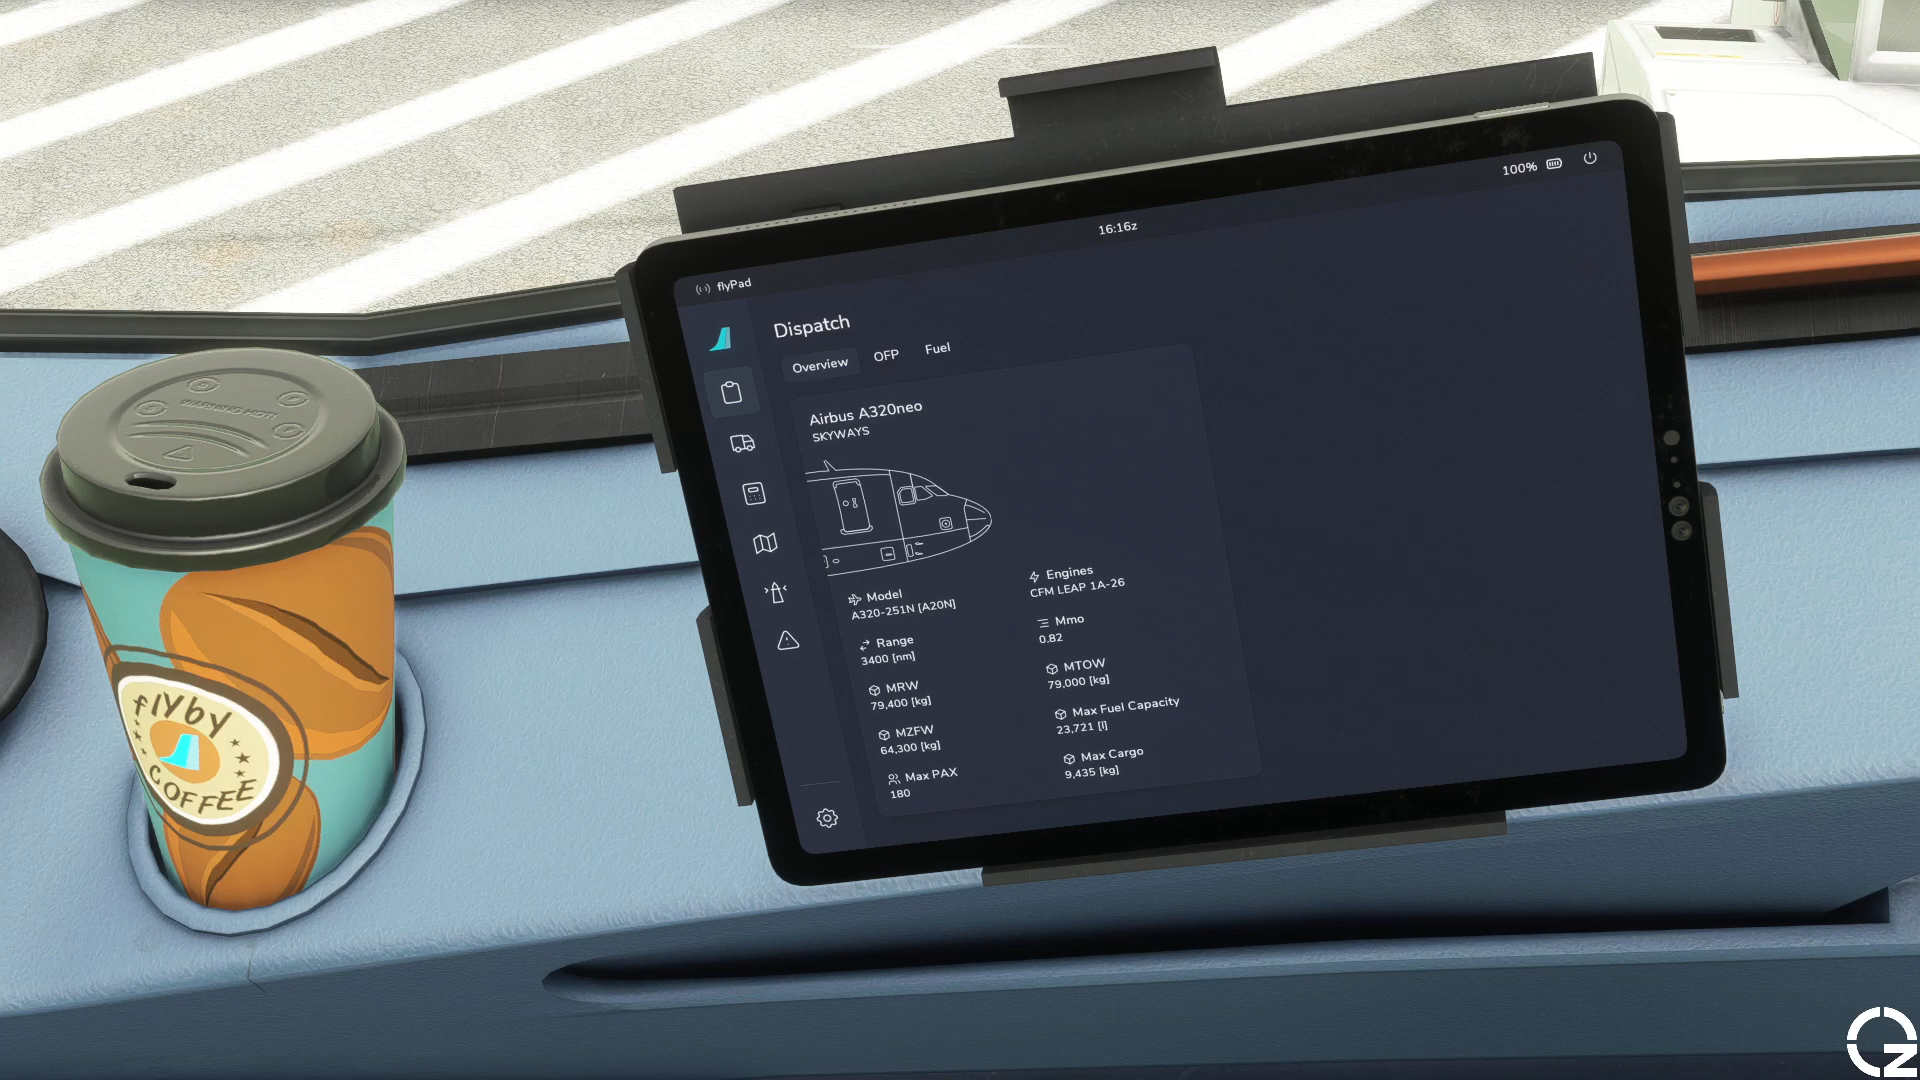 100%
16:16z
flyPad
Dispatch
Overview OFP Fuel
Airbus A320neo
SKYWAYS
Model
A320-251N [A20N]
Engines
CFM LEAP 1A-26
Range
3400 [nm]
Mmo
0.82
MRW
79,400 [kg]
MTOW
79,000 [kg]
MZFW
64,300 [kg]
Max Fuel Capacity
23,721 [l]
Max PAX
180
Max Cargo
9,435 [kg]
WARNING HOT!
flyby
COFFEE